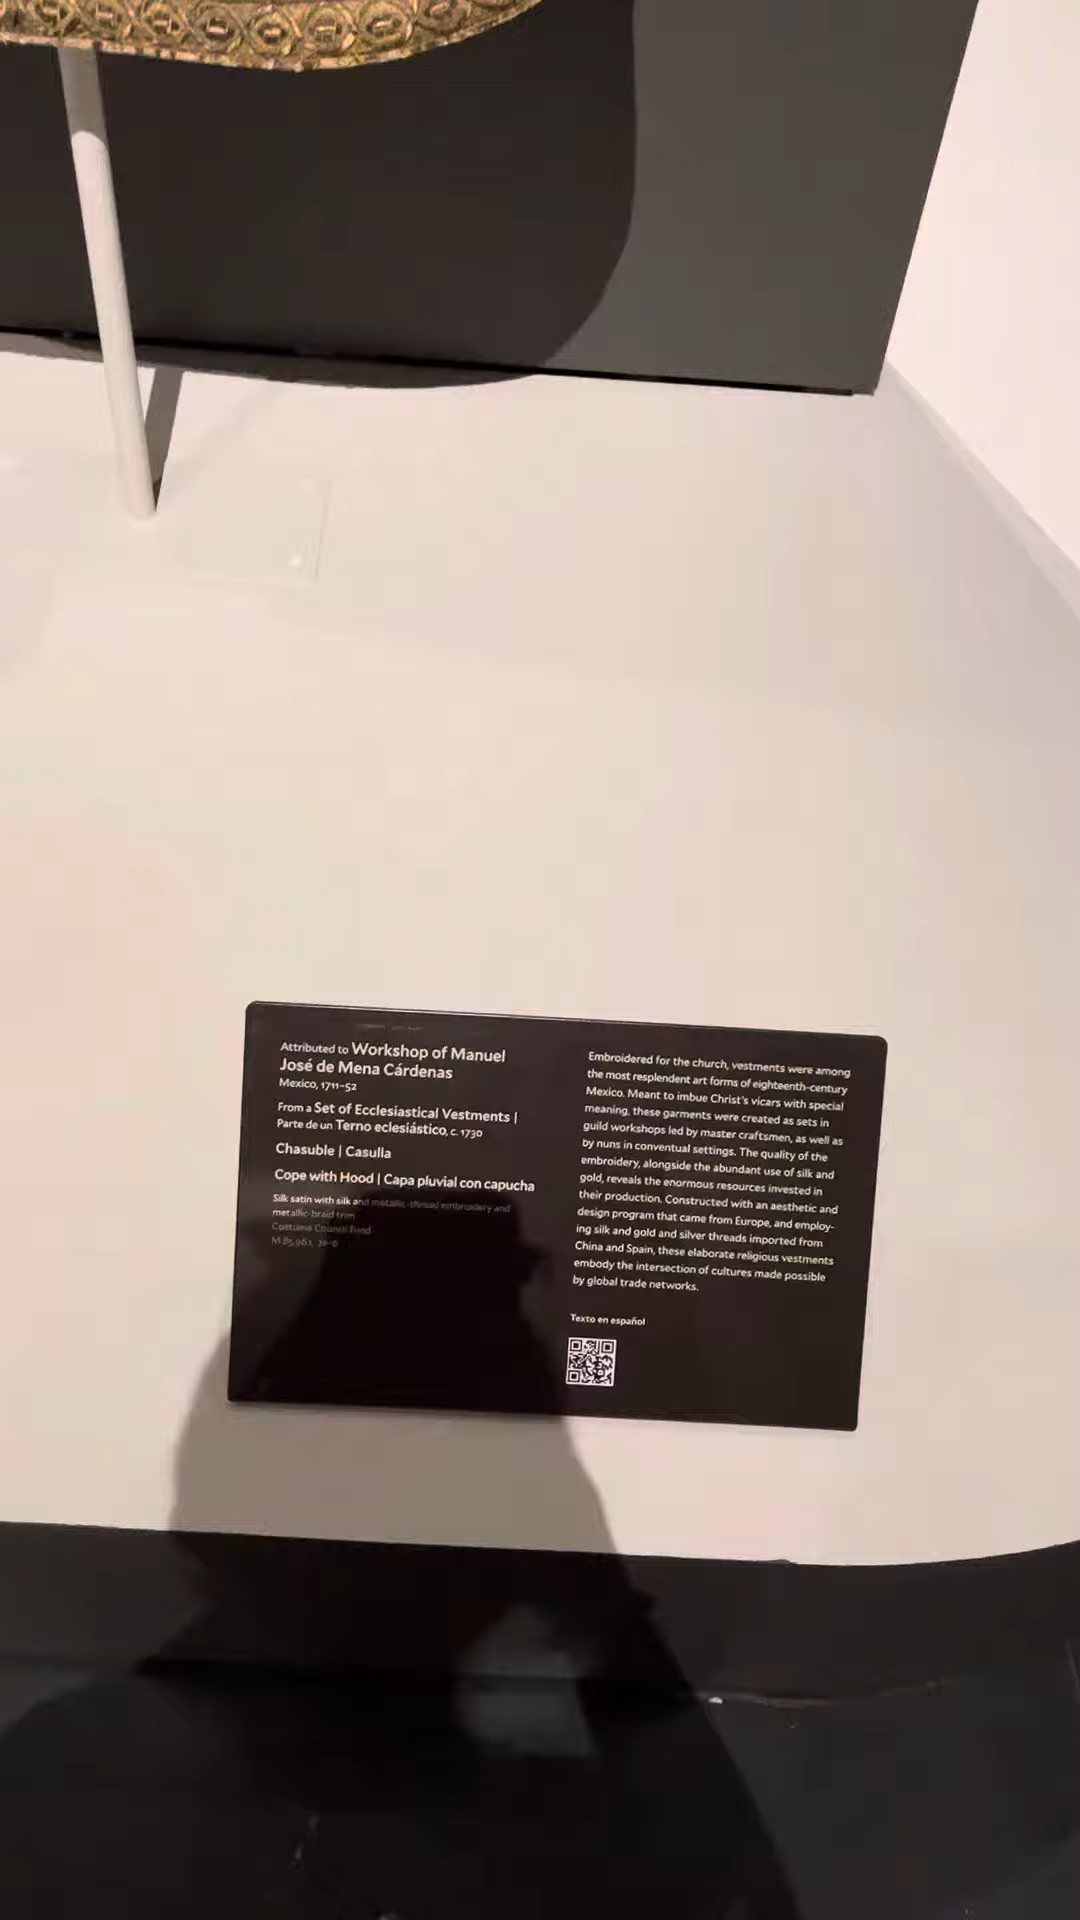 Attributed to Workshop of Manuel
José de Mena Cárdenas
Mexico, 1711–52
From a Set of Ecclesiastical Vestments |
Parte de un Terno eclesiástico, c. 1730
Chasuble | Casulla
Cope with Hood | Capa pluvial con capucha
Silk satin with silk and metallic-thread embroidery and
metallic-braid trim
Costume Council Fund
Embroidered for the church, vestments were among
the most resplendent art forms of eighteenth-century
Mexico. Meant to imbue Christ's vicars with special
meaning, these garments were created as sets in
guild workshops led by master craftsmen, as well as
by nuns in conventual settings. The quality of the
embroidery, alongside the abundant use of silk and
gold, reveals the enormous resources invested in
their production. Constructed with an aesthetic and
design program that came from Europe, and employ-
ing silk and gold and silver threads imported from
China and Spain, these elaborate religious vestments
embody the intersection of cultures made possible
by global trade networks.
Texto en español